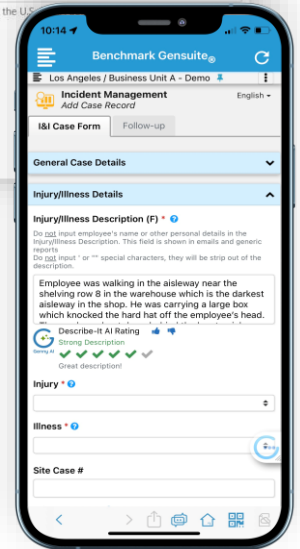 the U.S
10:14
Benchmark Gensuite®
Los Angeles / Business Unit A - Demo
Incident Management
English
Add Case Record
I&I Case Form
Follow-up
General Case Details
Injury/Illness Details
Injury/Illness Description (F) *
Do not input employee's name or other personal details in the
Injury/Illness Description. This field is shown in emails and generic
reports
Do not input ' or "" special characters, they will be strip out of the
description.
Employee was walking in the aisleway near the
shelving row 8 in the warehouse which is the darkest
aisleway in the shop. He was carrying a large box
which knocked the hard hat off the employee's head.
Describe-It AI Rating
Strong Description
Genny AI
Great description!
Injury *
Illness *
Site Case #